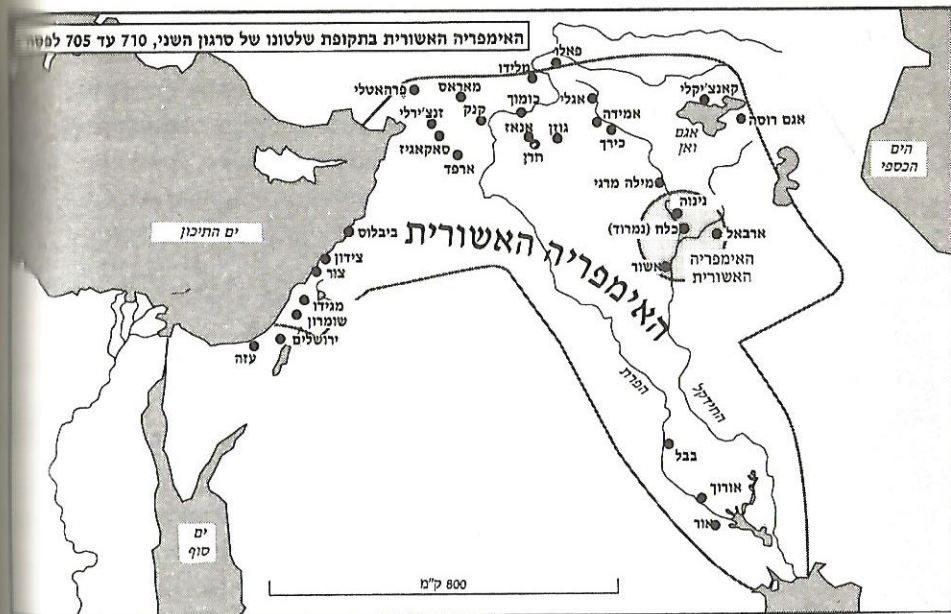 האימפריה האשורית בתקופת שלטונו של סרגון השני, 710 עד 705 לפסה
פאלו
מלידו
פרהאטלי
מאראס
כומוך
אגלי
קאנצ'יקלי
זנצ'ירלי
קנק
אנאז
גוזן
אמידה
כירך
אגם
ואן
אגם רוסה
סאקאגיז
ארפד
חרן
הים
הכספי
מילה מרגי
נינוה
כלח (נמרוד)
ארבאל
האימפריה
האשורית
אשור
ים התיכון
ביבלוס
צידון
צור
מגידו
שומרון
ירושלים
עזה
האימפריה האשורית
הפרת
החידקל
בבל
אורוך
אור
ים
סוף
800 ק"מ